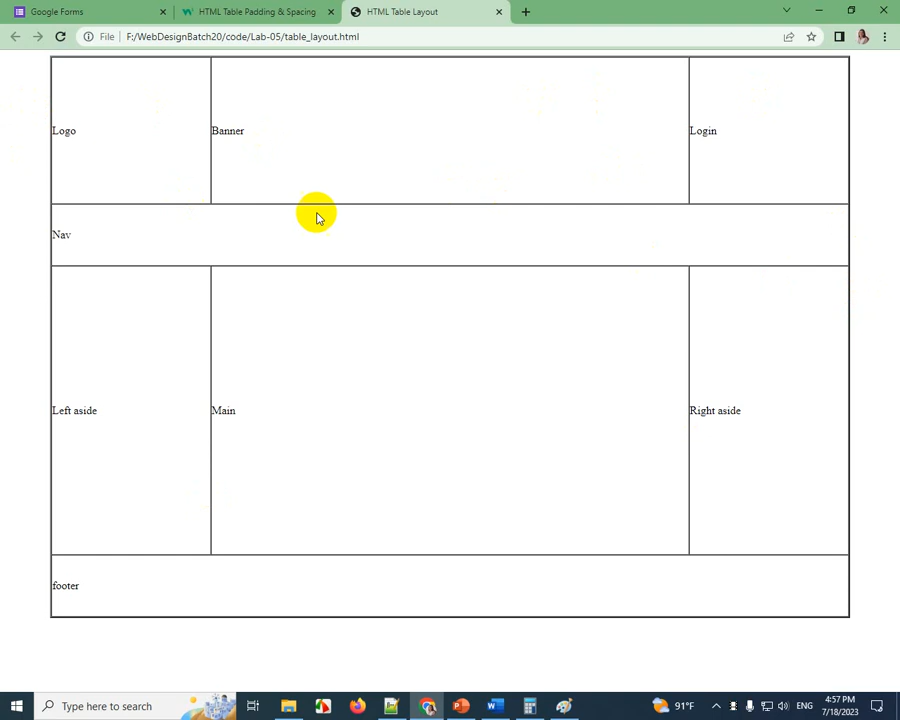 Google Forms
HTML Table Padding & Spacing
HTML Table Layout
File
F:/WebDesignBatch20/code/Lab-05/table_layout.html
Logo
Banner
Login
Nav
Left aside
Main
Right aside
footer
Type here to search
91°F
ENG
4:57 PM
7/18/2023